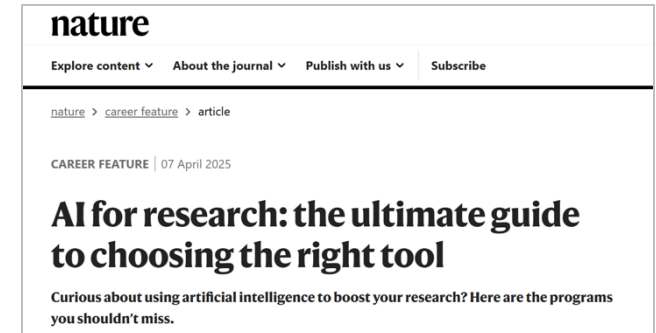 nature
Explore content About the journal Publish with us Subscribe
nature > career feature > article
CAREER FEATURE | 07 April 2025
AI for research: the ultimate guide
to choosing the right tool
Curious about using artificial intelligence to boost your research? Here are the programs
you shouldn’t miss.